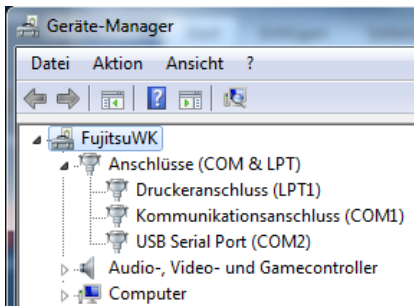 Geräte-Manager
Datei Aktion Ansicht ?
FujitsuWK
Anschlüsse (COM & LPT)
Druckeranschluss (LPT1)
Kommunikationsanschluss (COM1)
USB Serial Port (COM2)
Audio-, Video- und Gamecontroller
Computer